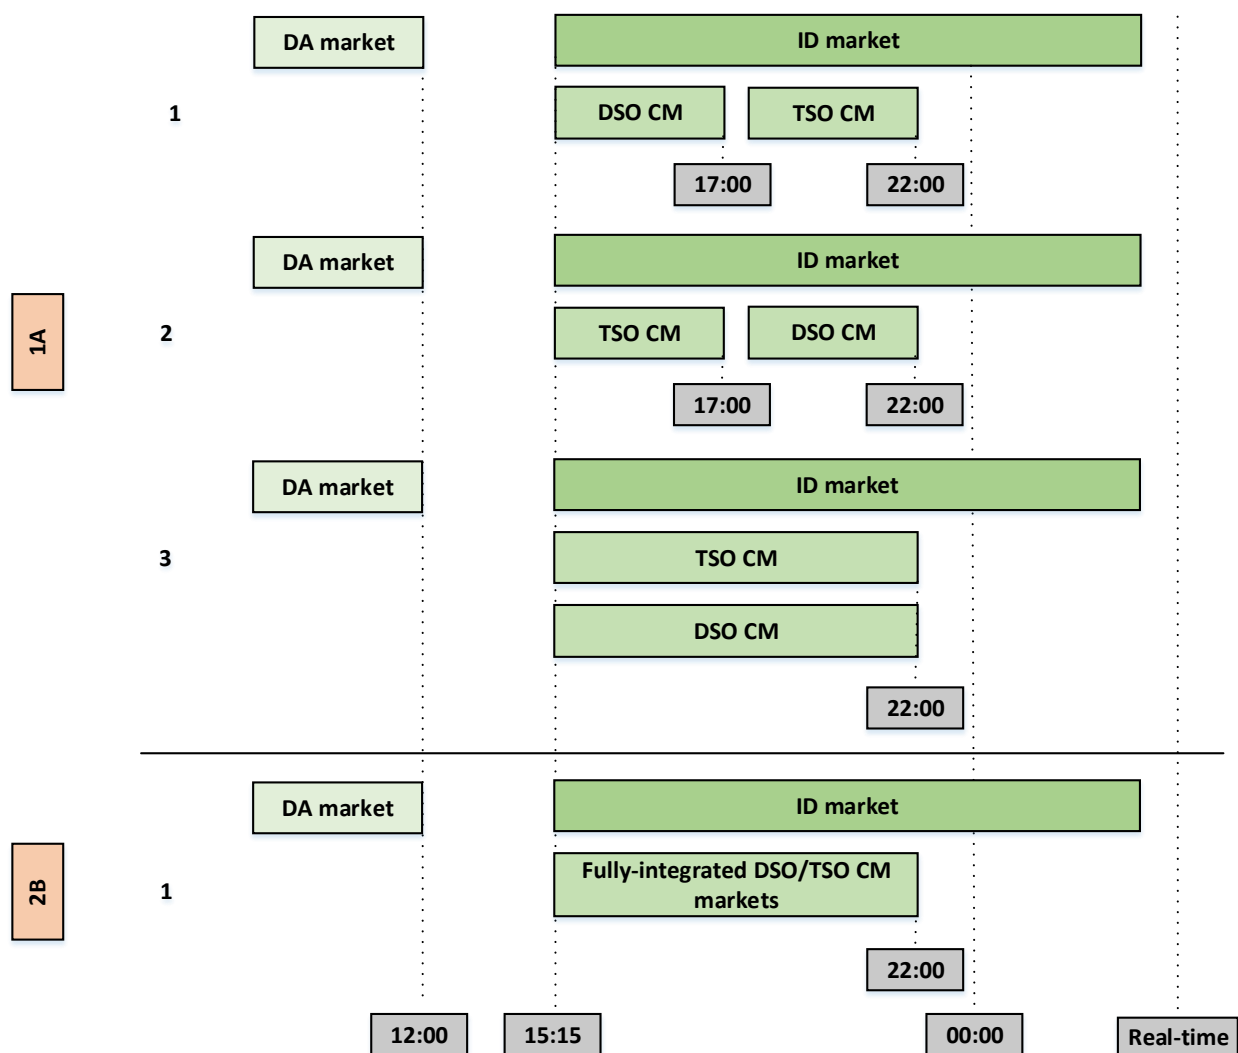 DA market
ID market
1
DSO CM
TSO CM
17:00
22:00
DA market
ID market
1A
2
TSO CM
DSO CM
17:00
22:00
DA market
ID market
3
TSO CM
DSO CM
22:00
DA market
ID market
2B
1
Fully-integrated DSO/TSO CM
markets
22:00
12:00
15:15
00:00
Real-time